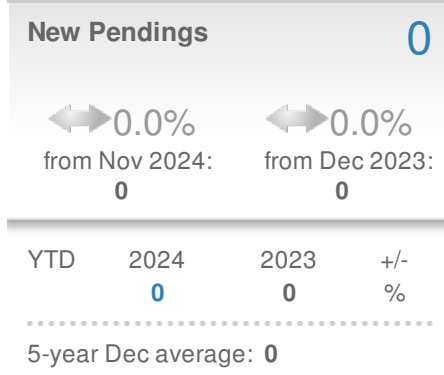 New Pendings 0
0.0% 0.0%
from Nov 2024: from Dec 2023:
0 0
YTD 2024 2023 +/-
0 0 %
5-year Dec average: 0